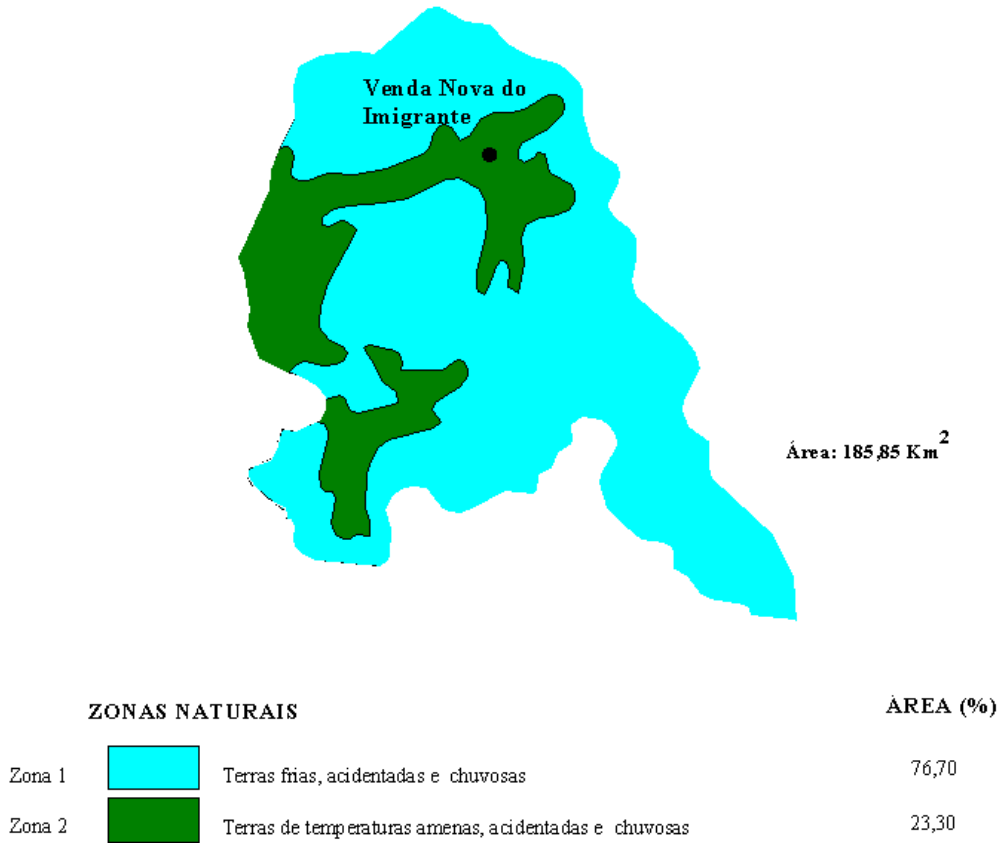 Venda Nova do
Imigrante
Área: 185,85 Km²
ZONAS NATURAIS ÁREA (%)
Zona 1 Terras frias, acidentadas e chuvosas 76,70
Zona 2 Terras de temperaturas amenas, acidentadas e chuvosas 23,30